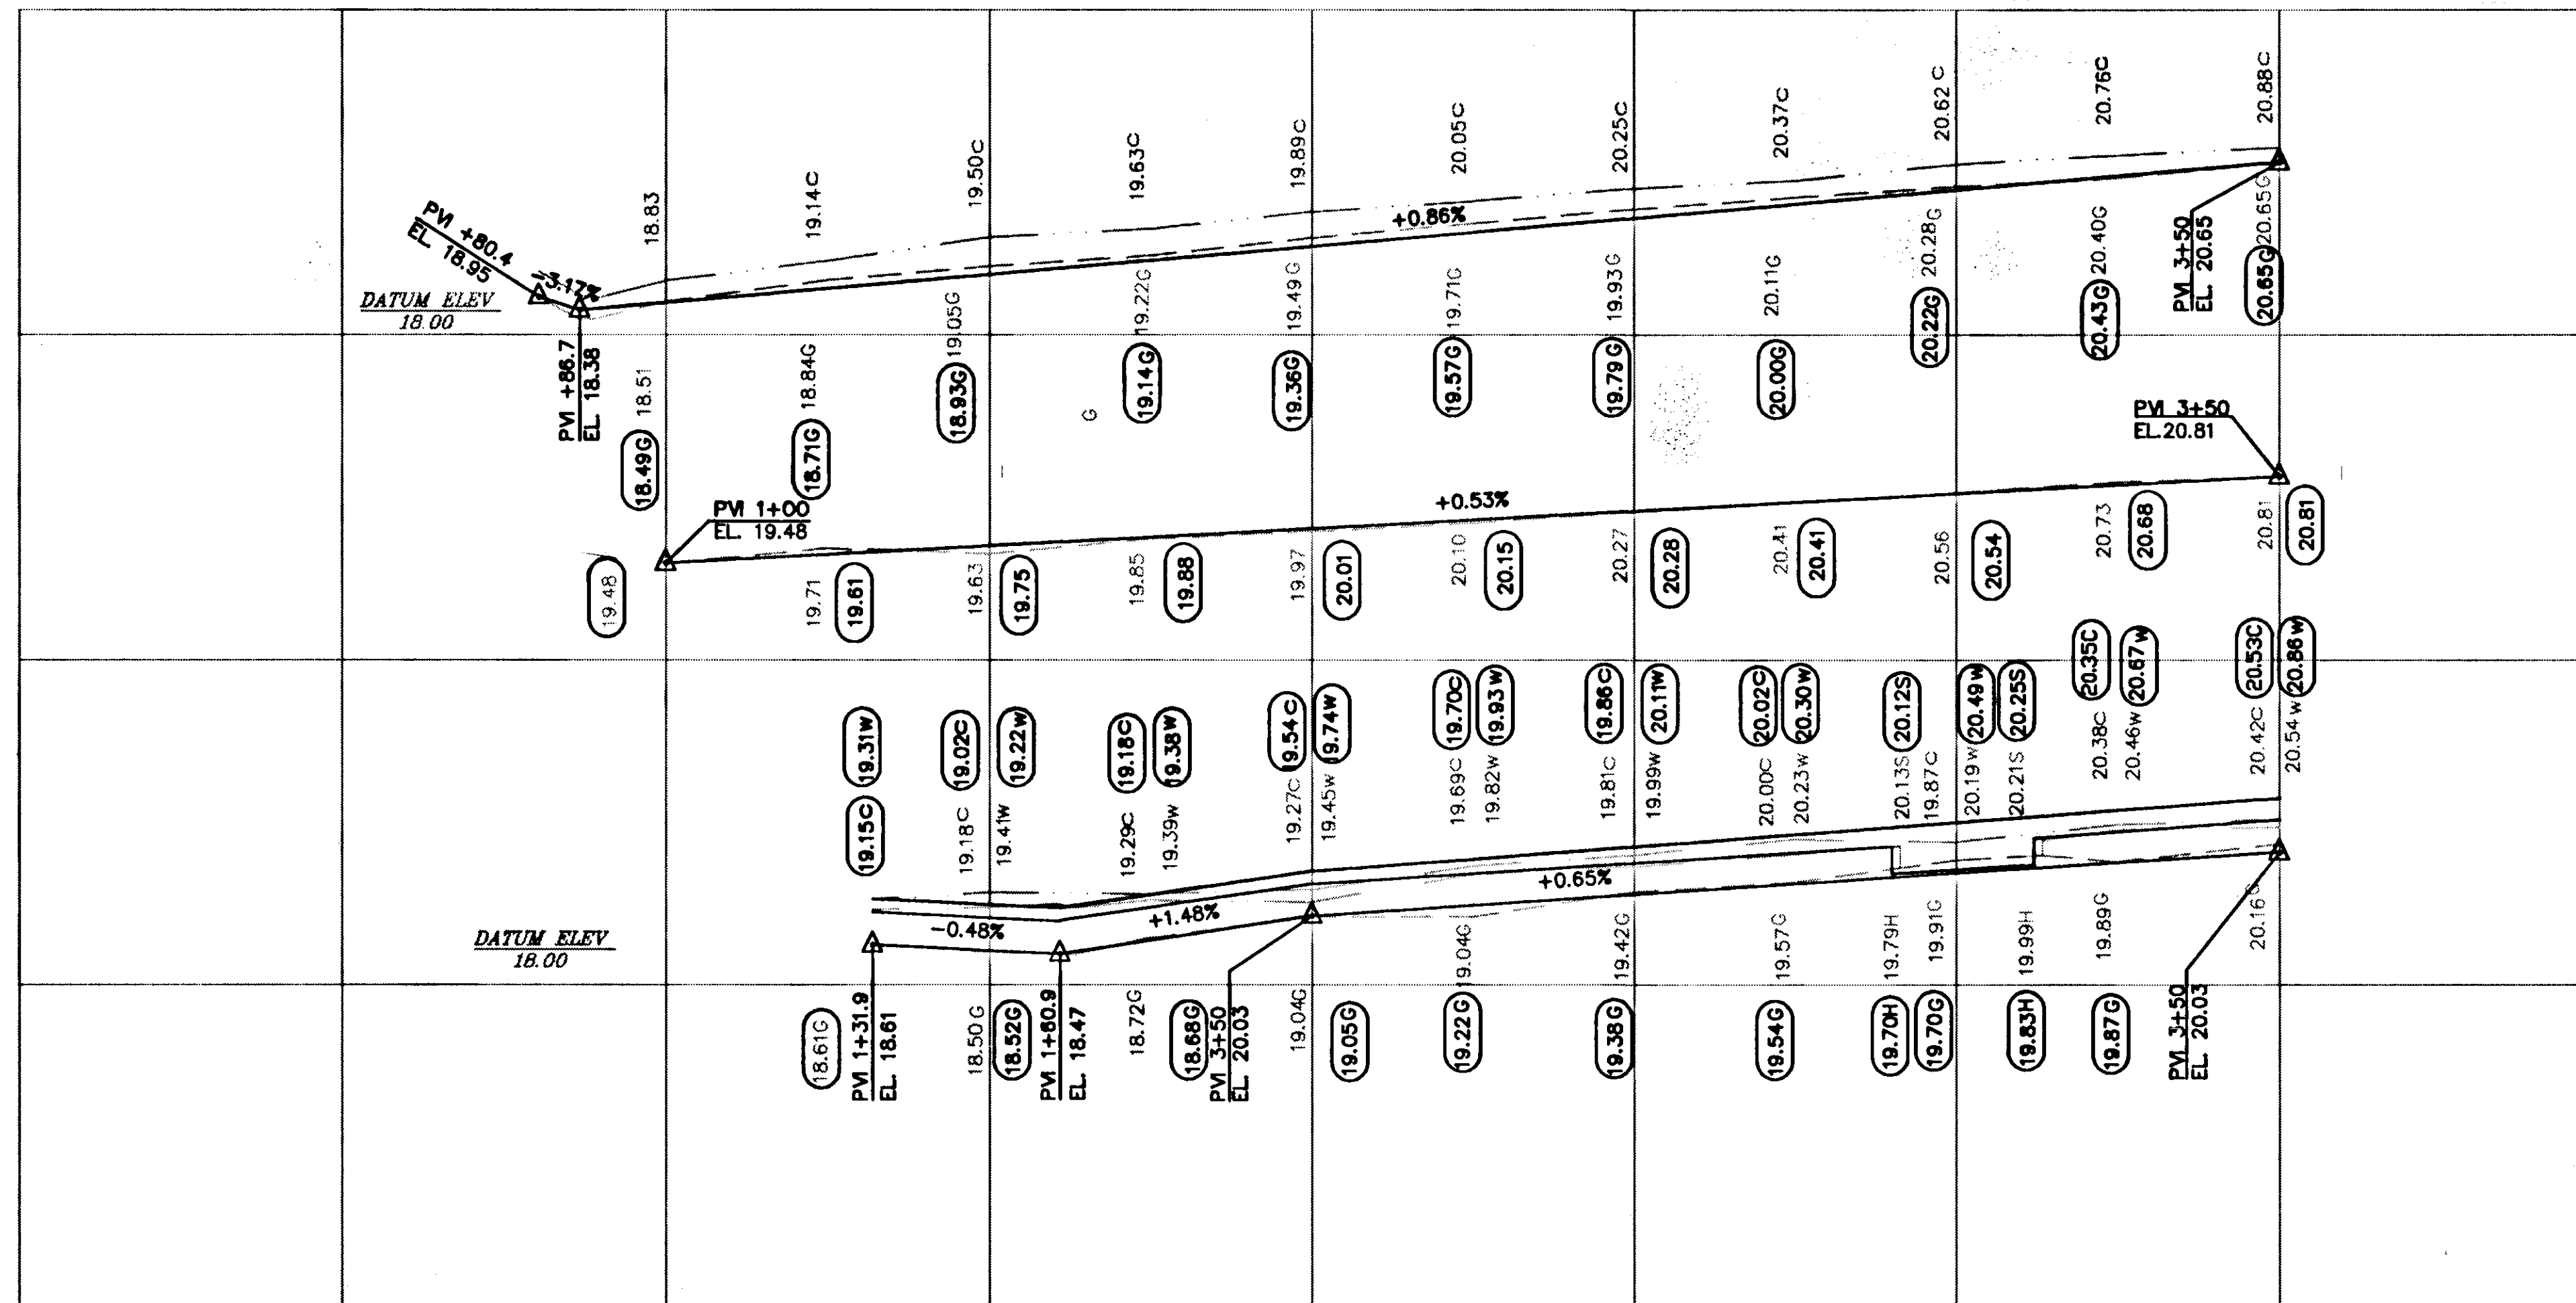 20.88C
20.76C
20.62 C
20.37C
20.25C
20.05C
19.89C
19.63C
19.50C
19.14C
18.83
PVI +80.4
EL. 18.95
-3.17%
+0.86%
DATUM ELEV
18.00
PVI +86.7
EL. 18.38
PVI 3+50
EL. 20.65
18.49G 18.51
18.71G 18.84G
18.93G 19.05G
G
19.14G 19.22G
19.36G 19.49G
19.57G 19.71G
19.79G 19.93G
20.00G 20.11G
20.22G 20.28G
20.43G 20.40G
20.65G 20.65G
PVI 3+50
EL.20.81
PVI 1+00
EL. 19.48
+0.53%
19.48
19.71
19.61
19.63
19.75
19.85
19.88
19.97
20.01
20.10
20.15
20.27
20.28
20.41
20.41
20.56
20.54
20.73
20.68
20.81
20.81
19.15C 19.31W
19.18C 19.02C
19.41W 19.22W
19.29C 19.18C
19.39W 19.38W
19.27C 19.54C
19.45W 19.74W
19.69C 19.70C
19.82W 19.93W
19.81C 19.86C
19.99W 20.11W
20.00C 20.02C
20.23W 20.30W
20.13S 20.12S
19.87C
20.19W 20.49W
20.21S 20.25S
20.38C 20.35C
20.46W 20.67W
20.42C 20.53C
20.54W 20.86W
-0.48%
+1.48%
+0.65%
DATUM ELEV
18.00
18.61G
PVI 1+31.9
EL. 18.61
18.50G
18.52G
PVI 1+60.9
EL. 18.47
18.72G
18.68G
PVI 3+50
EL. 20.03
19.04G
19.05G
19.22G 19.04G
19.38G 19.42G
19.54G 19.57G
19.70H 19.79H
19.70G 19.91G
19.83H 19.99H
19.87G 19.89G
PVI 3+50
EL. 20.03
20.16G